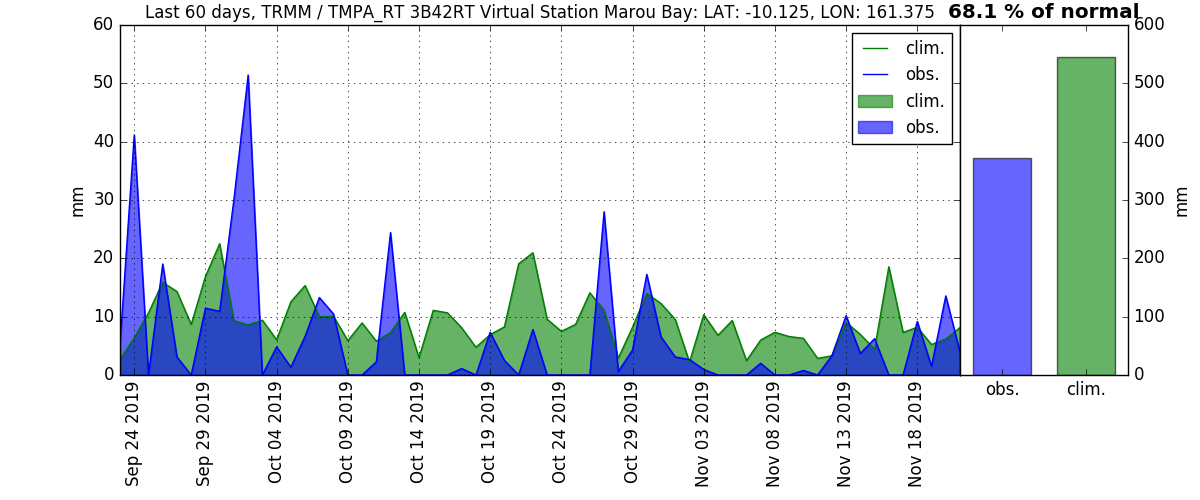 Last 60 days, TRMM / TMPA_RT 3B42RT Virtual Station Marou Bay: LAT: -10.125, LON: 161.375
68.1 % of normal
60
50
40
30
20
10
0
mm
clim.
obs.
clim.
obs.
600
500
400
300
200
100
0
mm
obs.
clim.
Sep 24 2019
Sep 29 2019
Oct 04 2019
Oct 09 2019
Oct 14 2019
Oct 19 2019
Oct 24 2019
Oct 29 2019
Nov 03 2019
Nov 08 2019
Nov 13 2019
Nov 18 2019